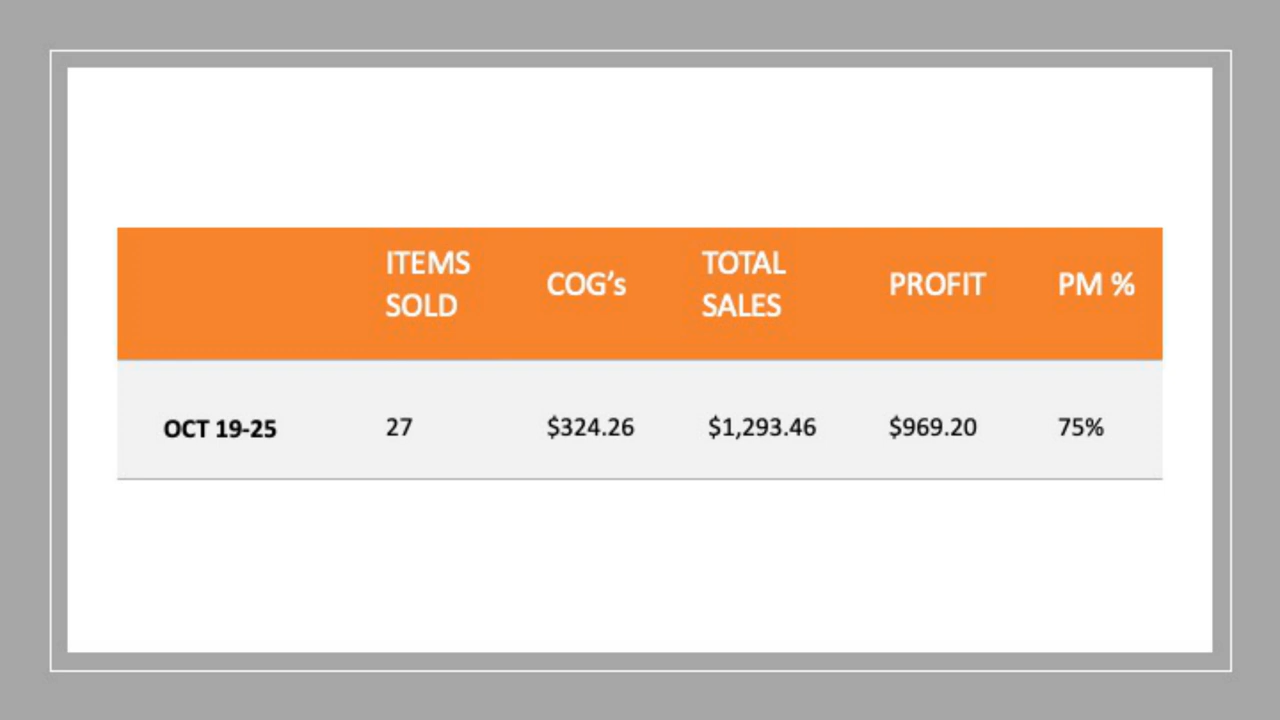 ITEMS SOLD COG’s TOTAL SALES PROFIT PM %
OCT 19-25 27 $324.26 $1,293.46 $969.20 75%